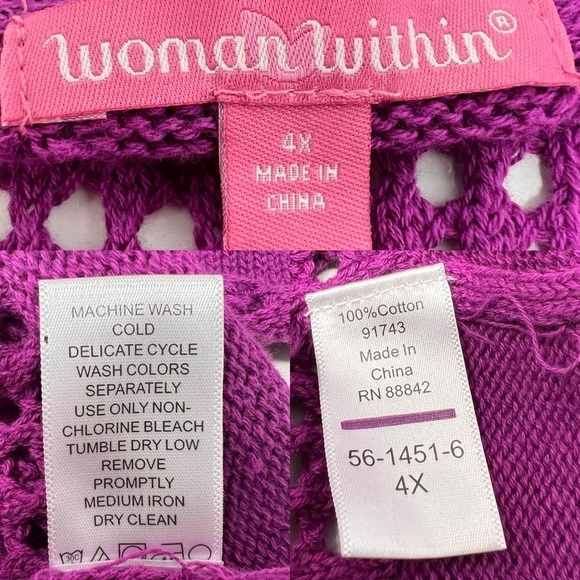 woman within®
4X
MADE IN
CHINA
MACHINE WASH
COLD
DELICATE CYCLE
WASH COLORS
SEPARATELY
USE ONLY NON-
CHLORINE BLEACH
TUMBLE DRY LOW
REMOVE
PROMPTLY
MEDIUM IRON
DRY CLEAN
30C
100%Cotton
91743
Made In
China
RN 88842
56-1451-6
4X